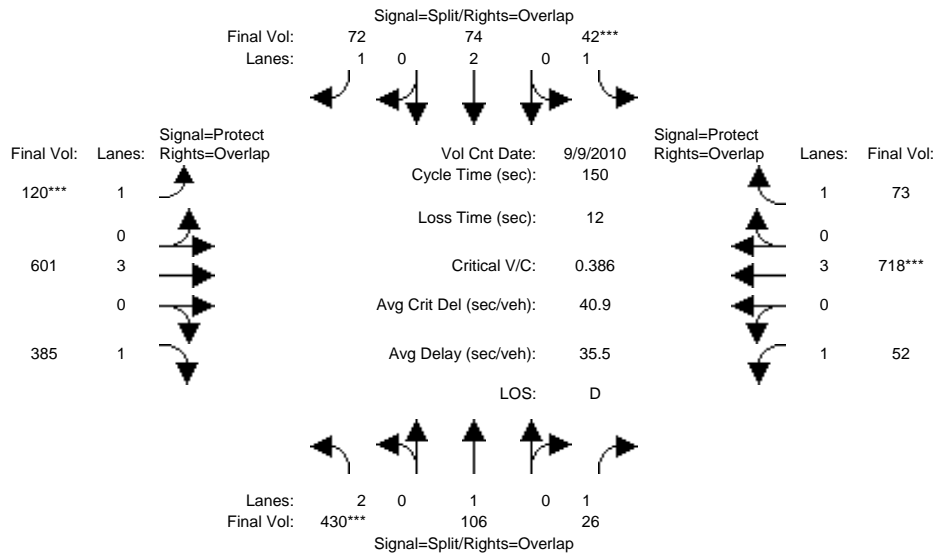 Signal=Split/Rights=Overlap
Final Vol: 72 74 42***
Lanes: 1 0 2 0 1
Signal=Protect Signal=Protect
Final Vol: Lanes: Rights=Overlap Vol Cnt Date: 9/9/2010 Rights=Overlap Lanes: Final Vol:
Cycle Time (sec): 150
120*** 1 1 73
Loss Time (sec): 12
0 0
601 3 Critical V/C: 0.386 3 718***
0 Avg Crit Del (sec/veh): 40.9 0
385 1 Avg Delay (sec/veh): 35.5 1 52
LOS: D
Lanes: 2 0 1 0 1
Final Vol: 430*** 106 26
Signal=Split/Rights=Overlap